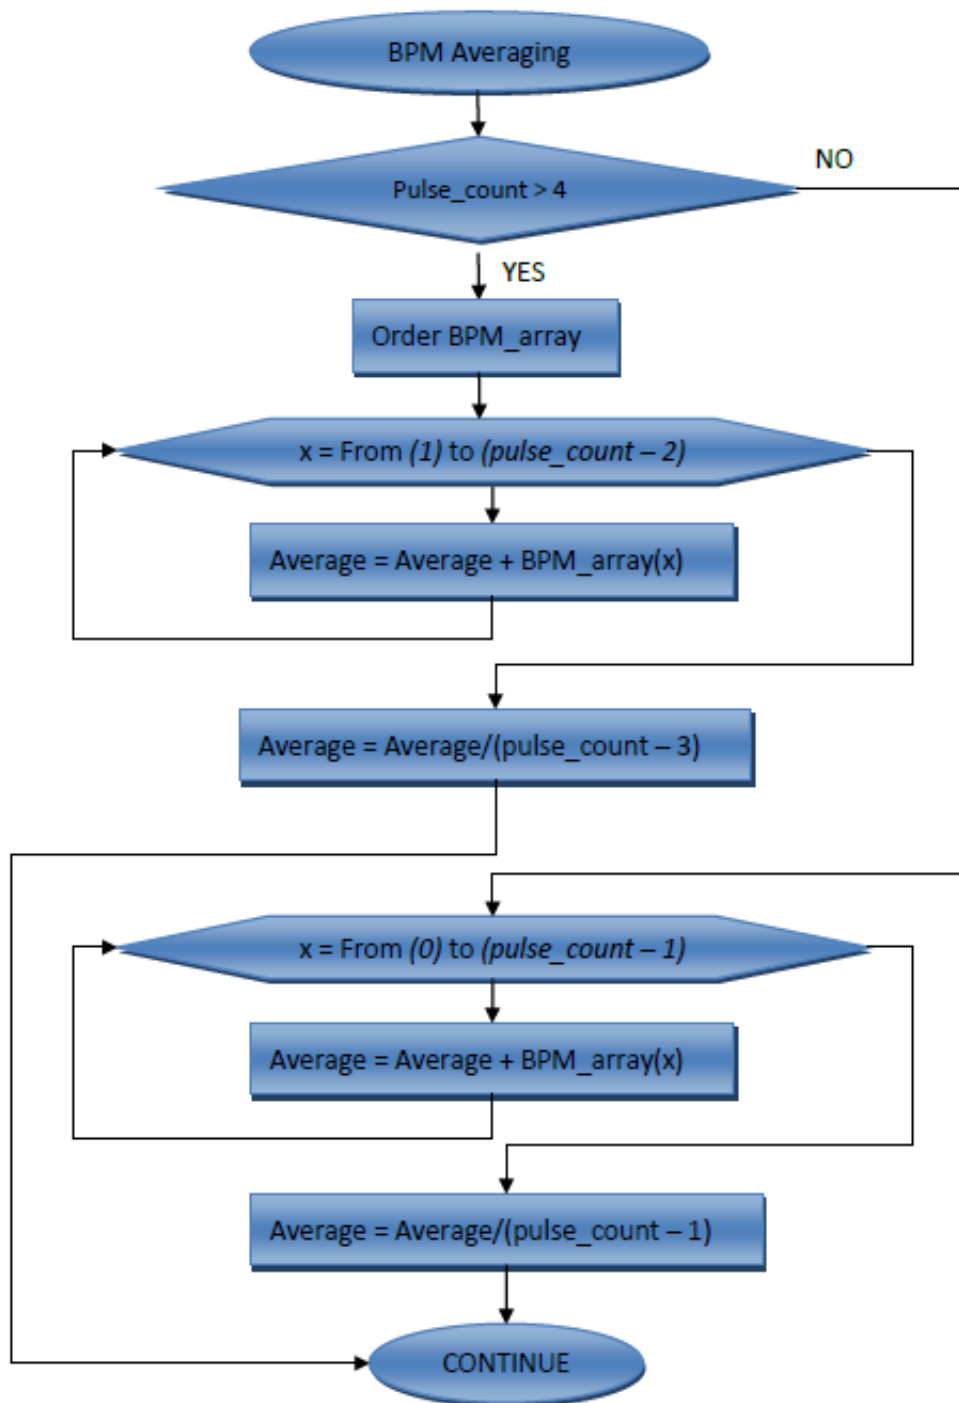 BPM Averaging
NO
Pulse_count > 4
YES
Order BPM_array
x = From (1) to (pulse_count – 2)
Average = Average + BPM_array(x)
Average = Average/(pulse_count – 3)
x = From (0) to (pulse_count – 1)
Average = Average + BPM_array(x)
Average = Average/(pulse_count – 1)
CONTINUE